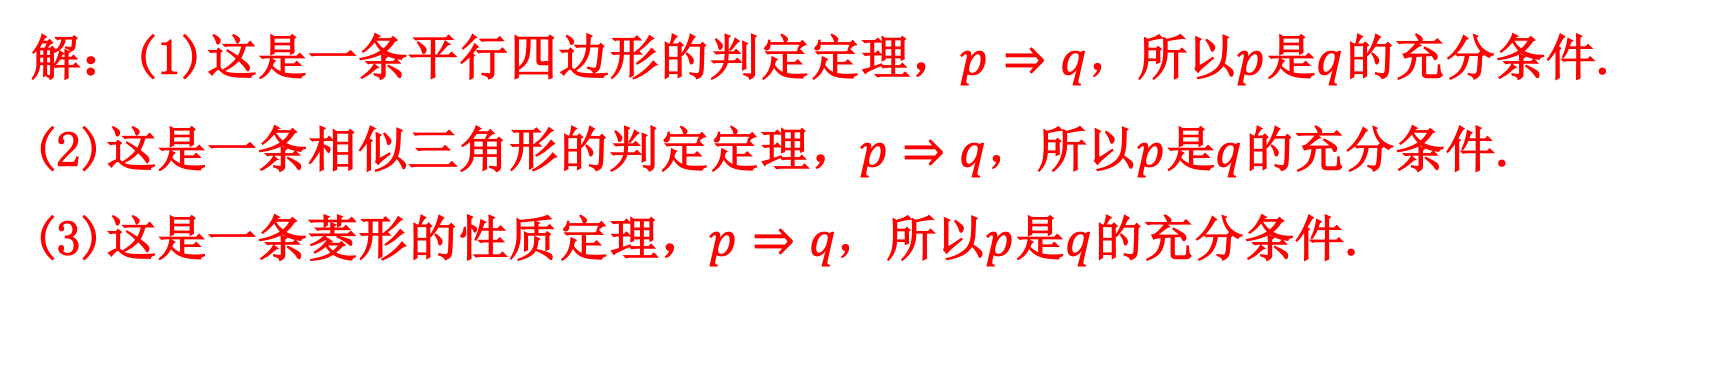 解：(1)这是一条平行四边形的判定定理，p ⇒ q，所以p是q的充分条件.
(2)这是一条相似三角形的判定定理，p ⇒ q，所以p是q的充分条件.
(3)这是一条菱形的性质定理，p ⇒ q，所以p是q的充分条件.